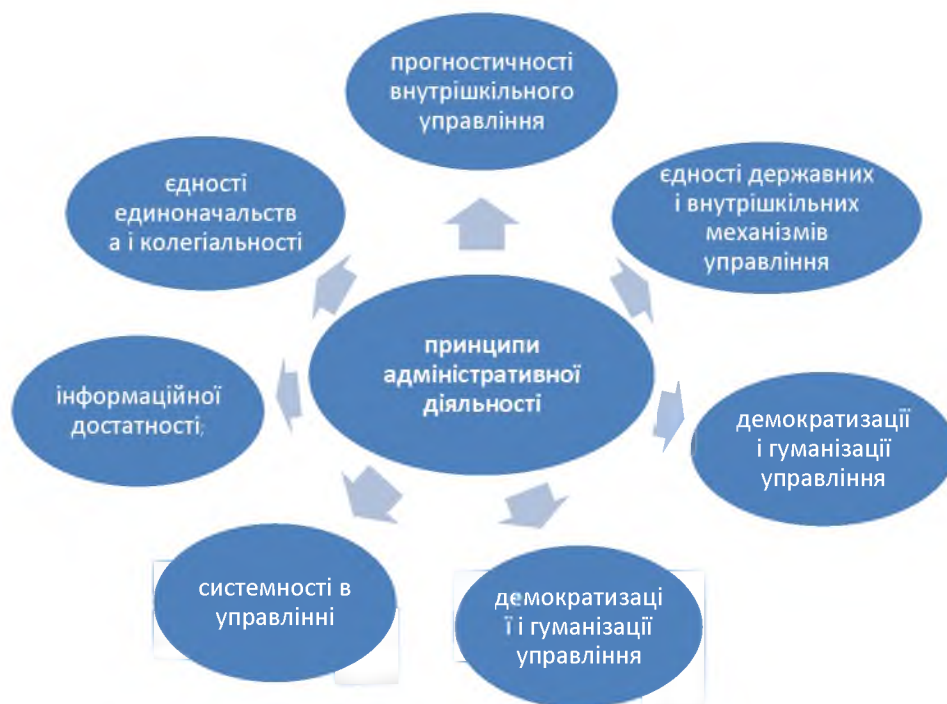 прогностичності
внутрішкільного
управління
єдності
единоначальств
а і колегіальності
єдності державних
і внутрішкільних
механізмів
управління
принципи
адміністративної
діяльності
інформаційної
достатності;
демократизації
і гуманізації
управління
системності в
управлінні
демократизаці
ї і гуманізації
управління